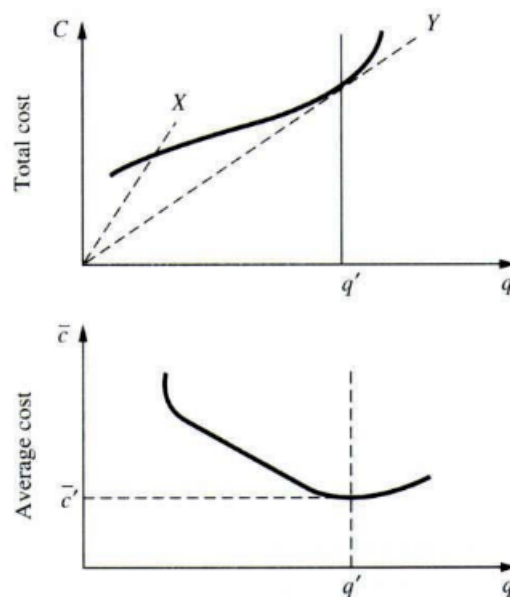 C
Y
X
Total cost
q′
q
c̄
Average cost
c̄′
q′
q